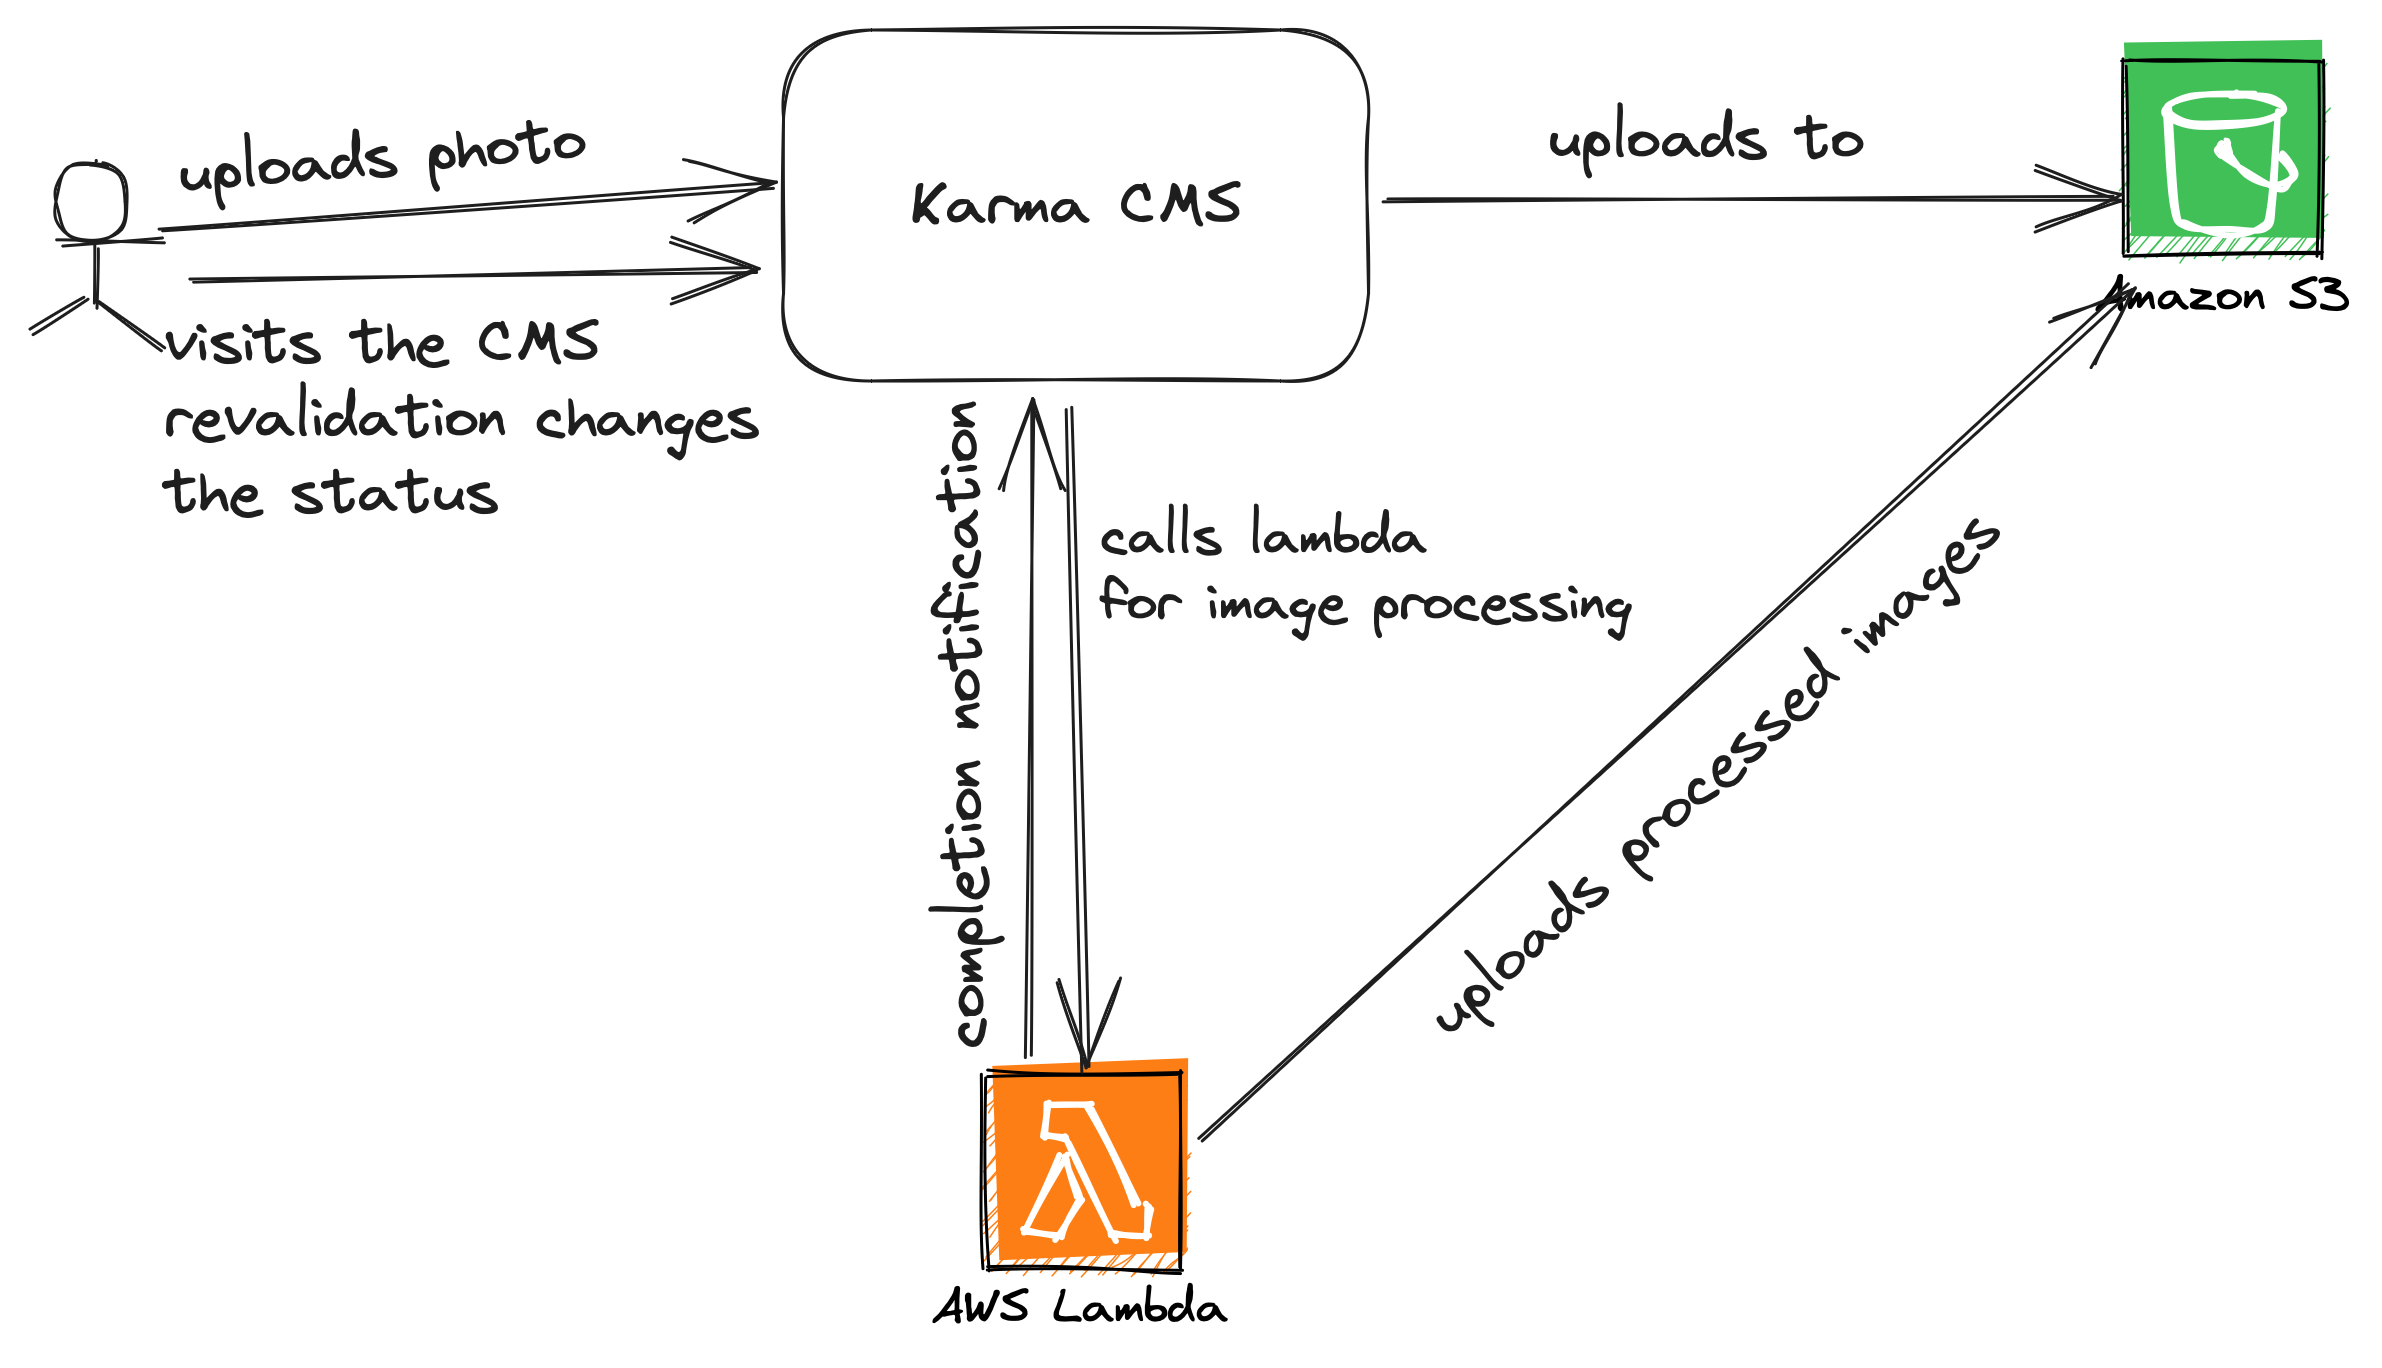 uploads photo
Karma CMS
uploads to
Amazon S3
visits the CMS
revalidation changes
the status
completion notification
calls lambda
for image processing
uploads processed images
AWS Lambda